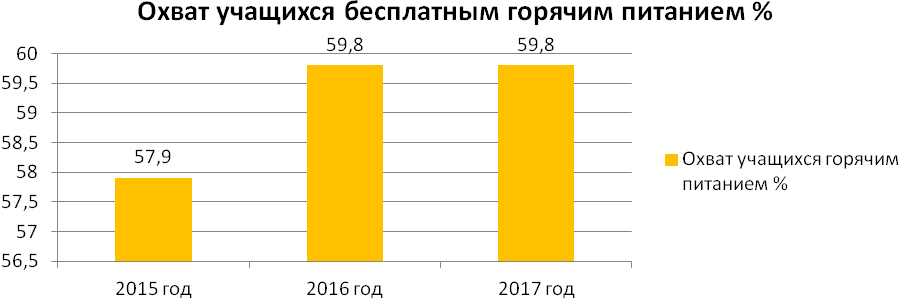 Охват учащихся бесплатным горячим питанием %
60
59,5
59
58,5
58
57,5
57
56,5
57,9
59,8
59,8
2015 год
2016 год
2017 год
Охват учащихся горячим
питанием %